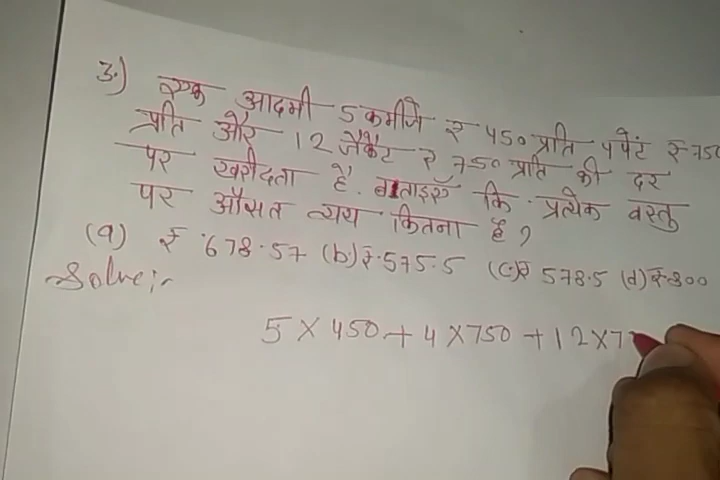 3.) एक आदमी 5 कमीजें ₹ 450 प्रति पपेंट ₹ 750
प्रति और 12 जैकेट ₹ 750 प्रति की दर
पर खरीदता है. बताइए कि प्रत्येक वस्तु
पर औसत व्यय कितना है ?
(a) ₹ 678.57 (b.) ₹.575.5 (c.) ₹ 578.5 (d) ₹.800
Solve:-
5 × 450 + 4 × 750 + 12 × 7